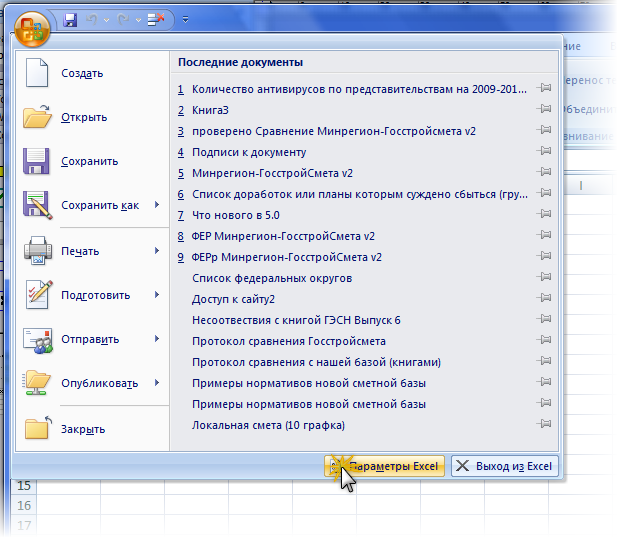 Последние документы
Создать
Открыть
Сохранить
Сохранить как
Печать
Подготовить
Отправить
Опубликовать
Закрыть
1 Количество антивирусов по представительствам на 2009-201...
2 Книга3
3 проверено Сравнение Минрегион-Госстройсмета v2
4 Подписи к документу
5 Минрегион-ГосстройСмета v2
6 Список доработок или планы которым суждено сбыться (гру...
7 Что нового в 5.0
8 ФЕР Минрегион-ГосстройСмета v2
9 ФЕРр Минрегион-ГосстройСмета v2
Список федеральных округов
Доступ к сайту2
Несоотвествия с книгой ГЭСН Выпуск 6
Протокол сравнения Госстройсмета
Протокол сравнения с нашей базой (книгами)
Примеры нормативов новой сметной базы
Примеры нормативов новой сметной базы
Локальная смета (10 графка)
Параметры Excel
Выход из Excel
ние
еренос т
бъедини
внивание
I
15
16
17